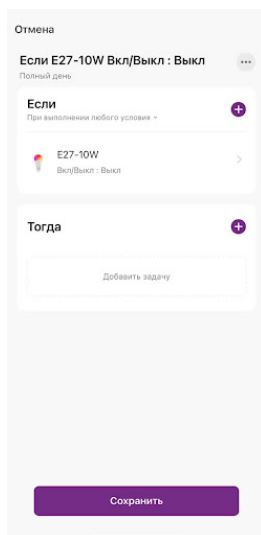 Отмена
Если E27-10W Вкл/Выкл : Выкл
Полный день
Если
При выполнении любого условия
E27-10W
Вкл/Выкл : Выкл
Тогда
Добавить задачу
Сохранить